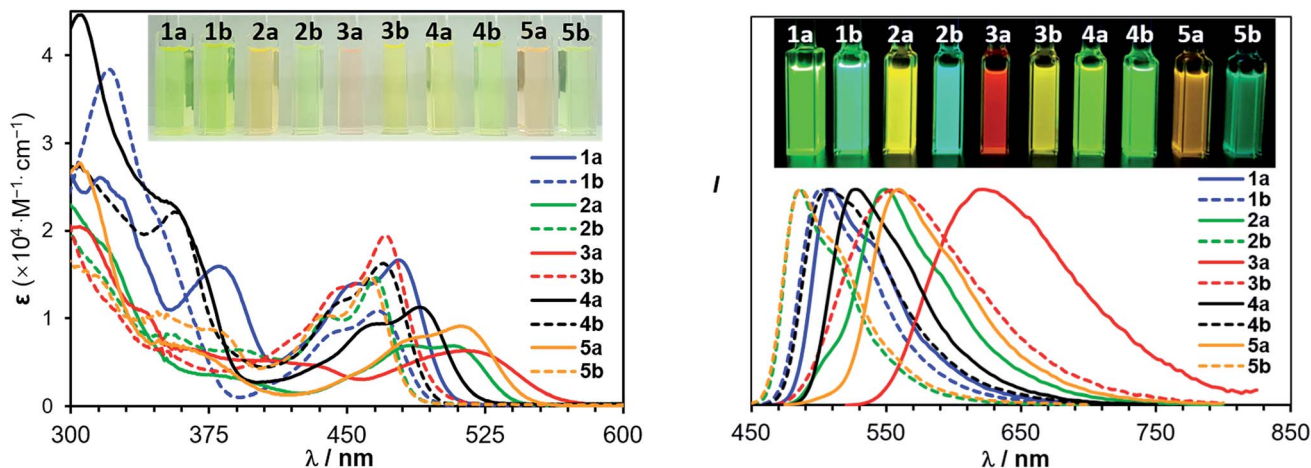 1a 1b 2a 2b 3a 3b 4a 4b 5a 5b
4
3
2
1
0
ε (×10⁴·M⁻¹·cm⁻¹)
1a
1b
2a
2b
3a
3b
4a
4b
5a
5b
300 375 450 525 600
λ / nm
1a 1b 2a 2b 3a 3b 4a 4b 5a 5b
I
1a
1b
2a
2b
3a
3b
4a
4b
5a
5b
450 550 650 750 850
λ / nm